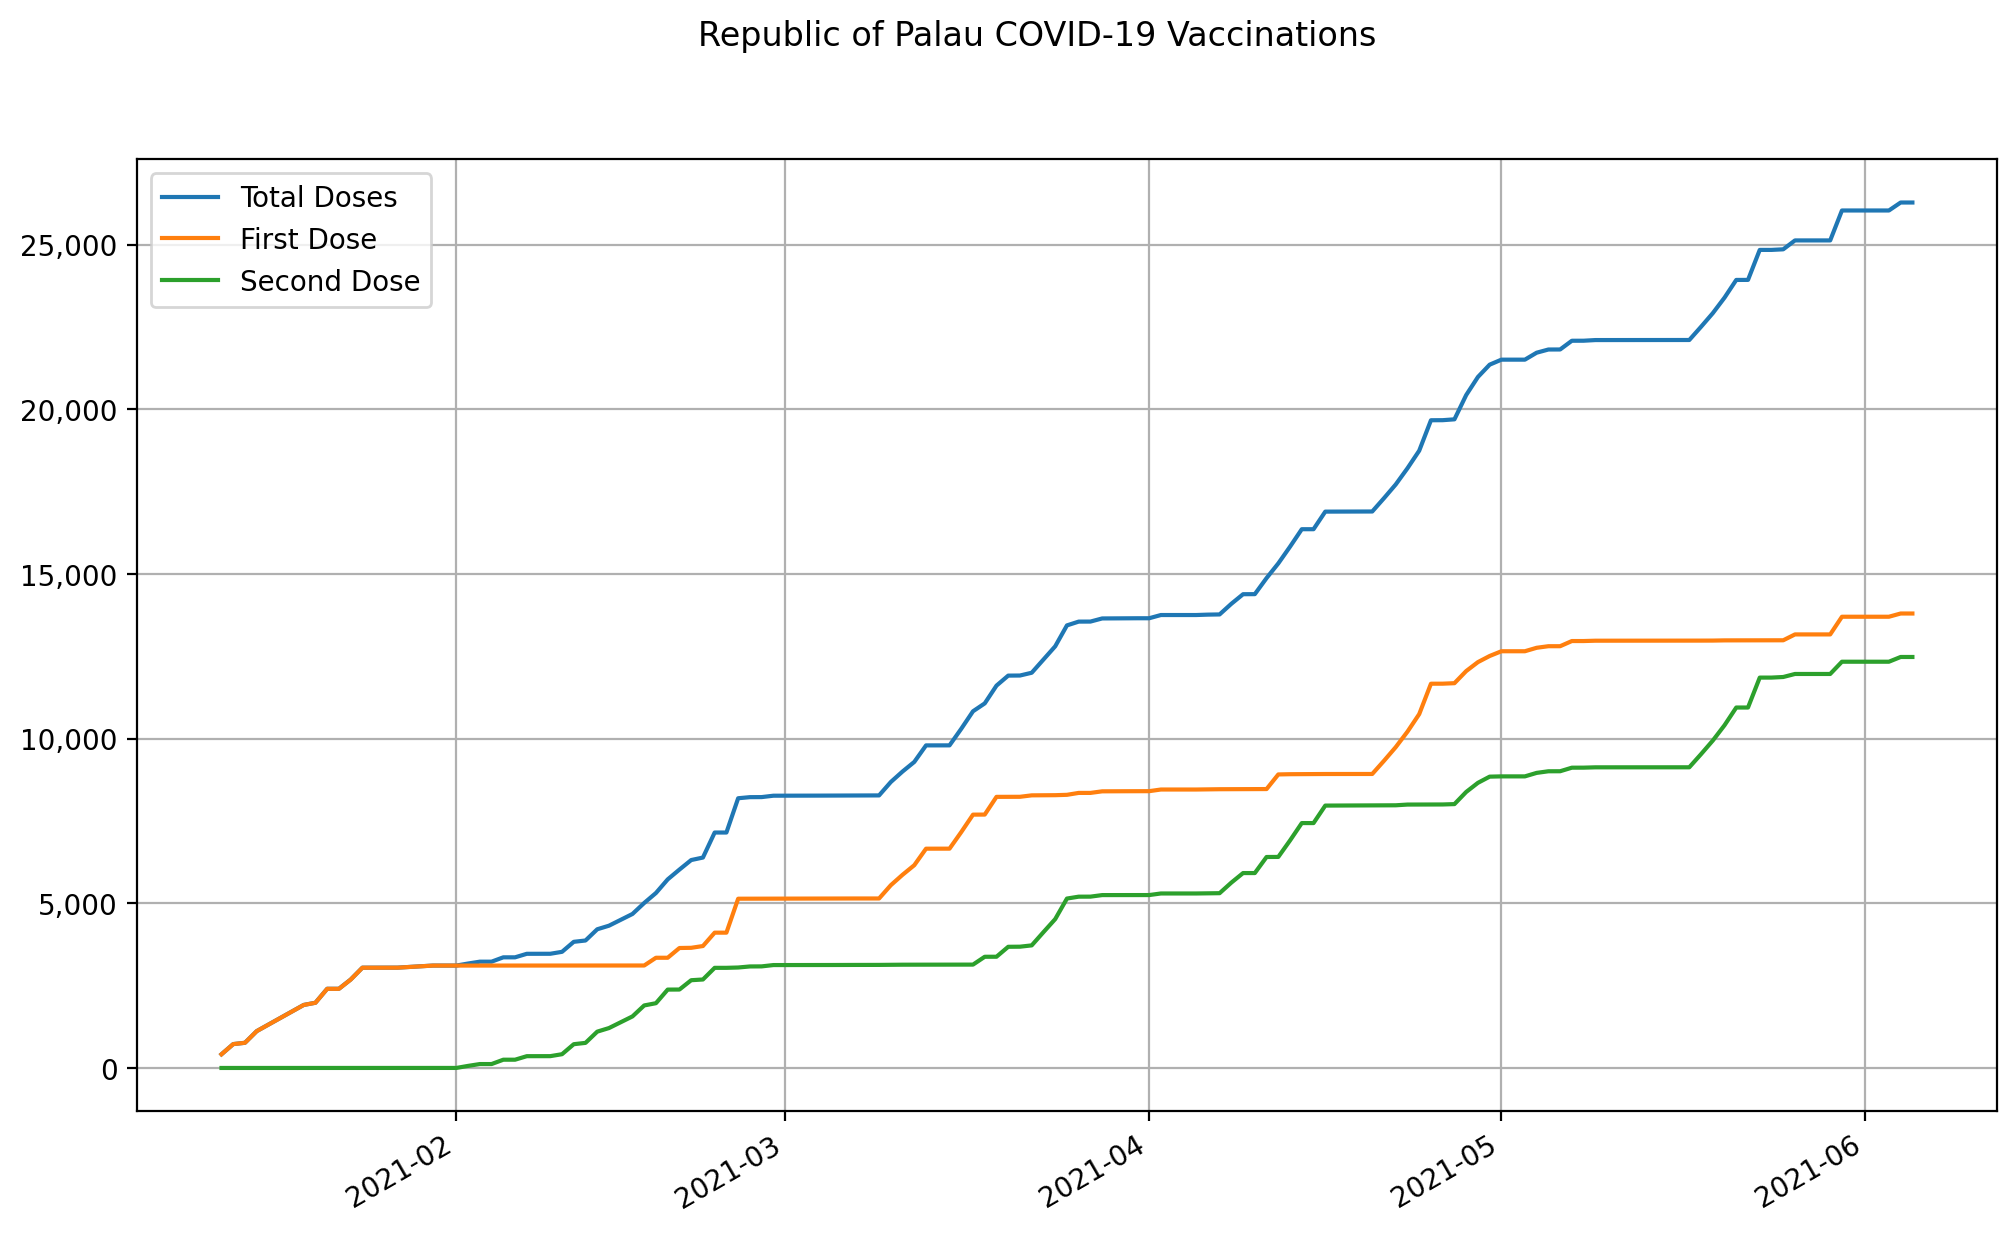 Republic of Palau COVID-19 Vaccinations
Total Doses
First Dose
Second Dose
25,000
20,000
15,000
10,000
5,000
0
2021-02
2021-03
2021-04
2021-05
2021-06